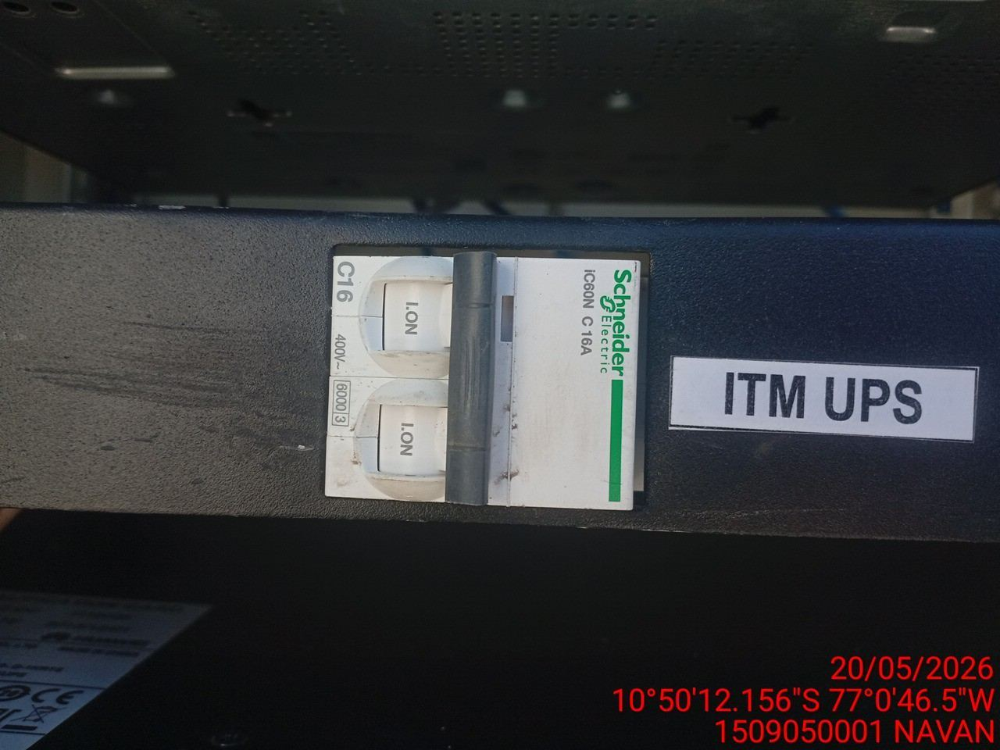 Schneider
Electric
iC60N C 16A
I.ON
I.ON
C16
400V~
6000 3
ITM UPS
CE
20/05/2026
10°50'12.156"S 77°0'46.5"W
1509050001 NAVAN